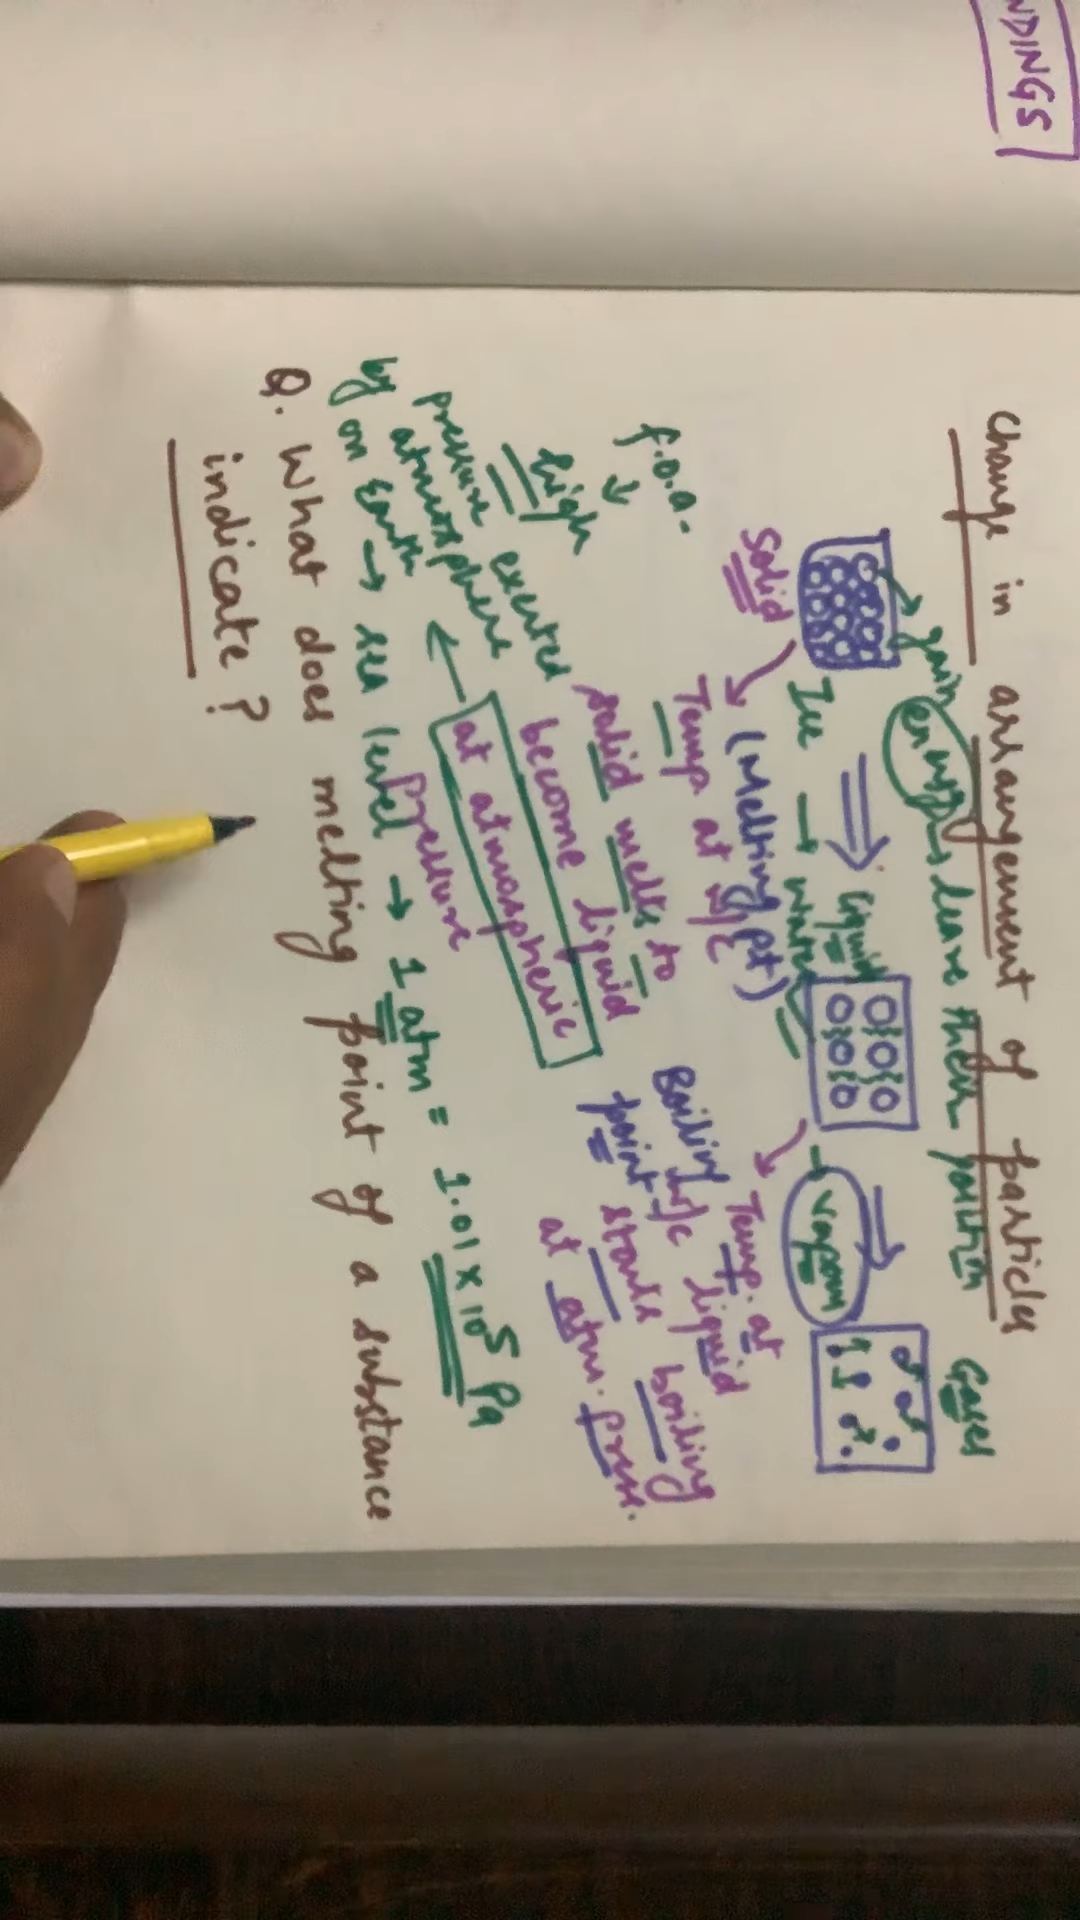 NDINGS
Change in arrangement of particles
gain energy → leave their position
Gases
Liquid
Ice → Water → Vapour
Solid
(Melting pt)
Temp at w/c
solid melts to
become liquid
at atmospheric
Pressure
f.o.a.
↓
high
Boiling
point
Temp. at
w/c liquid
starts boiling
at atm. press.
pressure exerted
by atmosphere
on Earth → sea level → 1 atm = 1.01 × 10⁵ Pa
Q. What does melting point of a substance
indicate ?